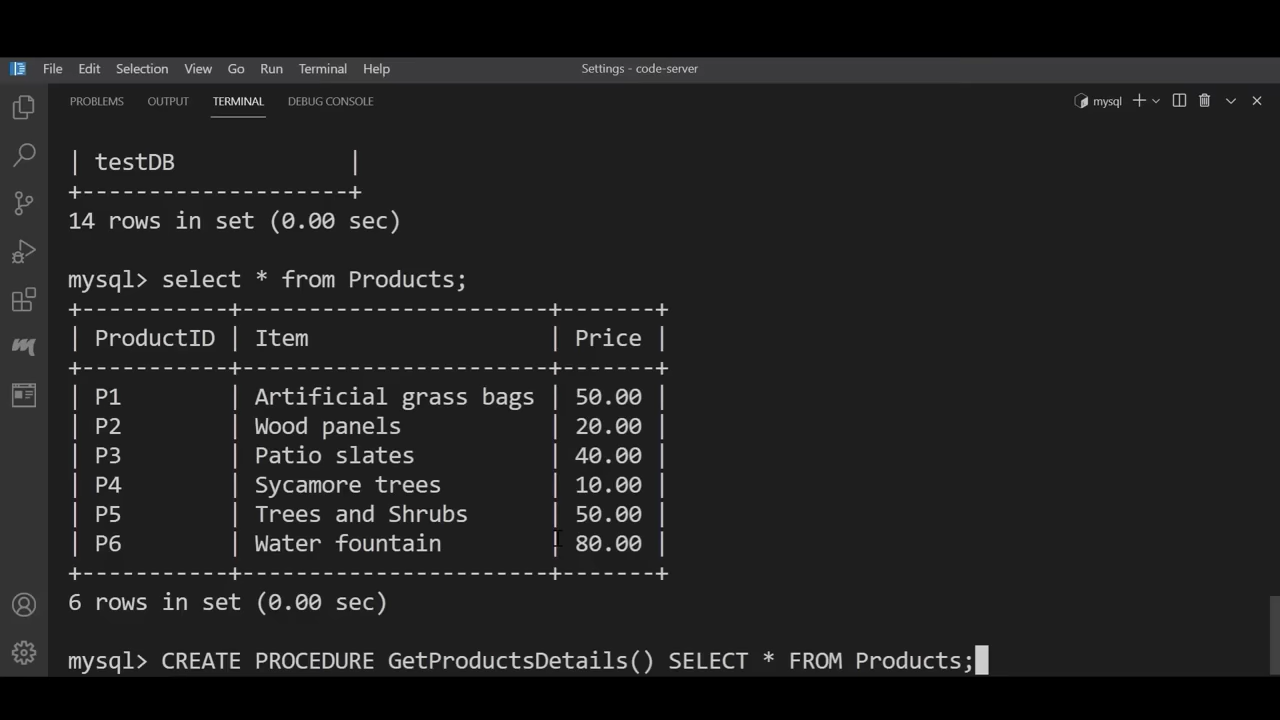 File Edit Selection View Go Run Terminal Help Settings - code-server
PROBLEMS OUTPUT TERMINAL DEBUG CONSOLE mysql
| testDB |
+--------------------+
14 rows in set (0.00 sec)
mysql> select * from Products;
+-----------+------------------------+-------+
| ProductID | Item | Price |
+-----------+------------------------+-------+
| P1 | Artificial grass bags | 50.00 |
| P2 | Wood panels | 20.00 |
| P3 | Patio slates | 40.00 |
| P4 | Sycamore trees | 10.00 |
| P5 | Trees and Shrubs | 50.00 |
| P6 | Water fountain | 80.00 |
+-----------+------------------------+-------+
6 rows in set (0.00 sec)
mysql> CREATE PROCEDURE GetProductsDetails() SELECT * FROM Products;